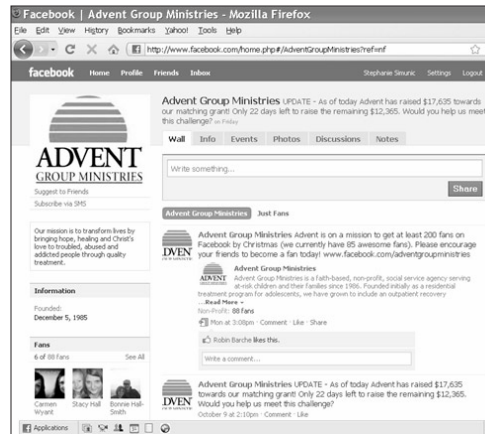 Facebook | Advent Group Ministries - Mozilla Firefox
File Edit View History Bookmarks Yahoo! Tools Help
http://www.facebook.com/home.php#/AdventGroupMinistries?ref=nf
facebook Home Profile Friends Inbox Stephanie Simunic Settings Logout
ADVENT
GROUP MINISTRIES
Suggest to Friends
Subscribe via SMS
Our mission is to transform lives by
bringing hope, healing and Christ's
love to troubled, abused and
addicted people through quality
treatment.
Information
Founded:
December 5, 1985
Fans
6 of 88 fans See All
Carmen Wyant
Stacy Hall
Bonnie Hall-Smith
Advent Group Ministries UPDATE - As of today Advent has raised $17,635 towards
our matching grant! Only 22 days left to raise the remaining $12,365. Would you help us meet
this challenge? on Friday
Wall Info Events Photos Discussions Notes
Write something...
Share
Advent Group Ministries Just Fans
DVEN
Advent Group Ministries Advent is on a mission to get at least 200 fans on
Facebook by Christmas (we currently have 85 awesome fans). Please encourage
your friends to become a fan today! www.facebook.com/adventgroupministries
ADVENT
Advent Group Ministries
Advent Group Ministries is a faith-based, non-profit, social service agency serving
at-risk children and their families since 1986. Founded initially as a residential
treatment program for adolescents, we have grown to include an outpatient recovery
...Read More
Non-Profit: 88 fans
Mon at 3:08pm · Comment · Like · Share
Robin Barche likes this.
Write a comment...
DVEN
Advent Group Ministries UPDATE - As of today Advent has raised $17,635
towards our matching grant! Only 22 days left to raise the remaining $12,365.
Would you help us meet this challenge?
October 9 at 2:10pm · Comment · Like
Applications